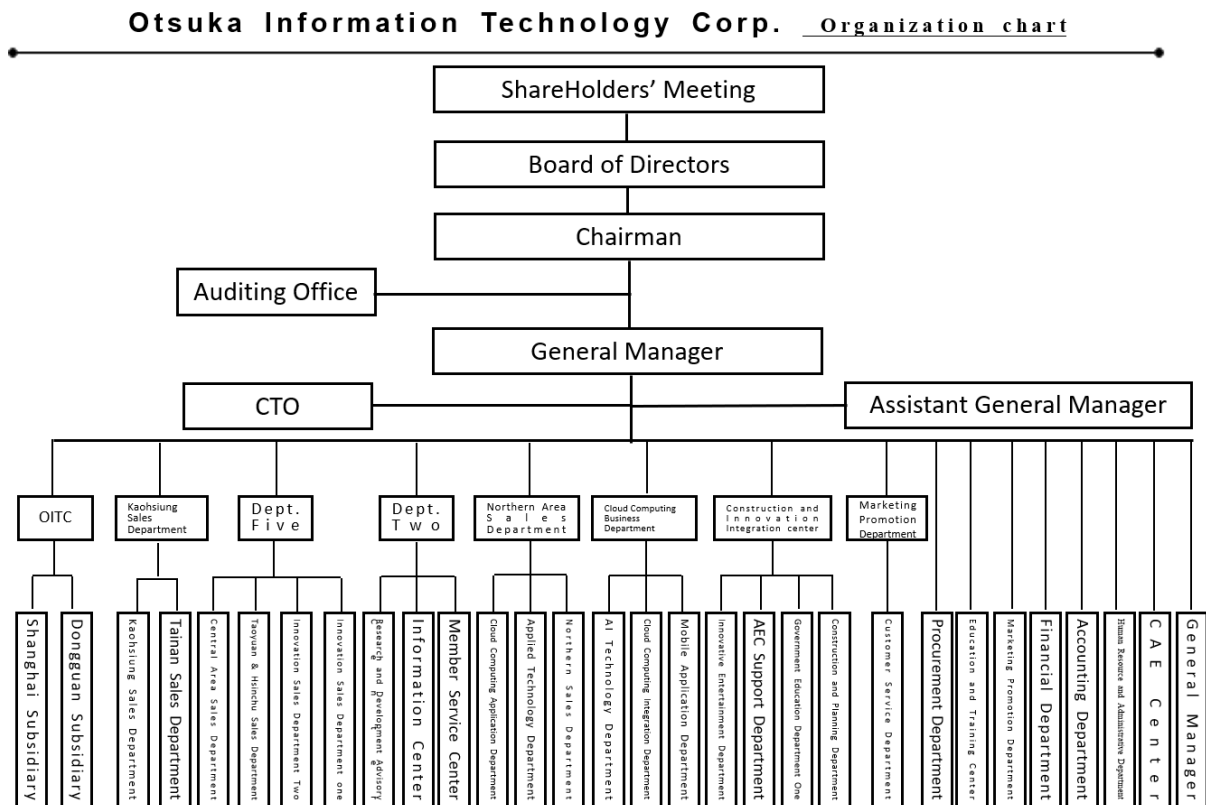 Otsuka Information Technology Corp. Organization chart
ShareHolders’ Meeting
Board of Directors
Chairman
Auditing Office
General Manager
CTO
Assistant General Manager
OITC
Kaohsiung
Sales
Department
Dept.
Five
Dept.
Two
Northern Area
Sales
Department
Cloud Computing
Business
Department
Construction and
Innovation
Integration center
Marketing
Promotion
Department
Shanghai Subsidiary
Dongguan Subsidiary
Kaohsiung Sales Department
Tainan Sales Department
Central Area Sales Department
Taoyuan & Hsinchu Sales Department
Innovation Sales Department Two
Innovation Sales Department one
Research and Development Advisory
Information Center
Member Service Center
Cloud Computing Application Department
Applied Technology Department
Northern Sales Department
AI Technology Department
Cloud Computing Integration Department
Mobile Application Department
Innovative Entertainment Department
AEC Support Department
Government Education Department One
Construction and Planning Department
Customer Service Department
Procurement Department
Education and Training Center
Marketing Promotion Department
Financial Department
Accounting Department
Human Resource and Administrative Department
CAE Center
General Manager